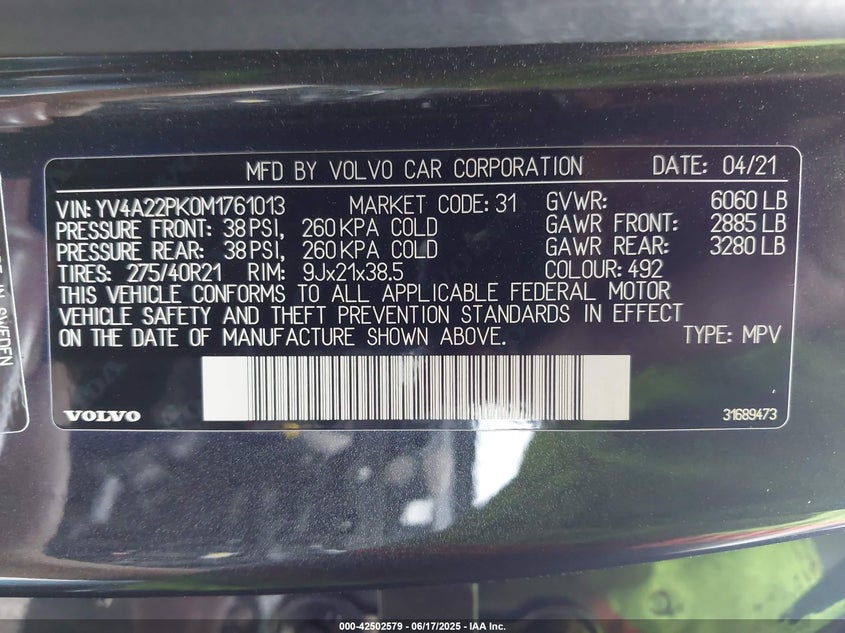 MFD BY VOLVO CAR CORPORATION DATE: 04/21
VIN: YV4A22PK0M1761013 MARKET CODE: 31 GVWR: 6060 LB
PRESSURE FRONT: 38 PSI, 260 KPA COLD GAWR FRONT: 2885 LB
PRESSURE REAR: 38 PSI, 260 KPA COLD GAWR REAR: 3280 LB
TIRES: 275/40R21 RIM: 9Jx21x38.5 COLOUR: 492
THIS VEHICLE CONFORMS TO ALL APPLICABLE FEDERAL MOTOR
VEHICLE SAFETY AND THEFT PREVENTION STANDARDS IN EFFECT
ON THE DATE OF MANUFACTURE SHOWN ABOVE. TYPE: MPV
VOLVO 31689473
IN SWEDEN
000-42502579 - 06/17/2025 - IAA Inc.